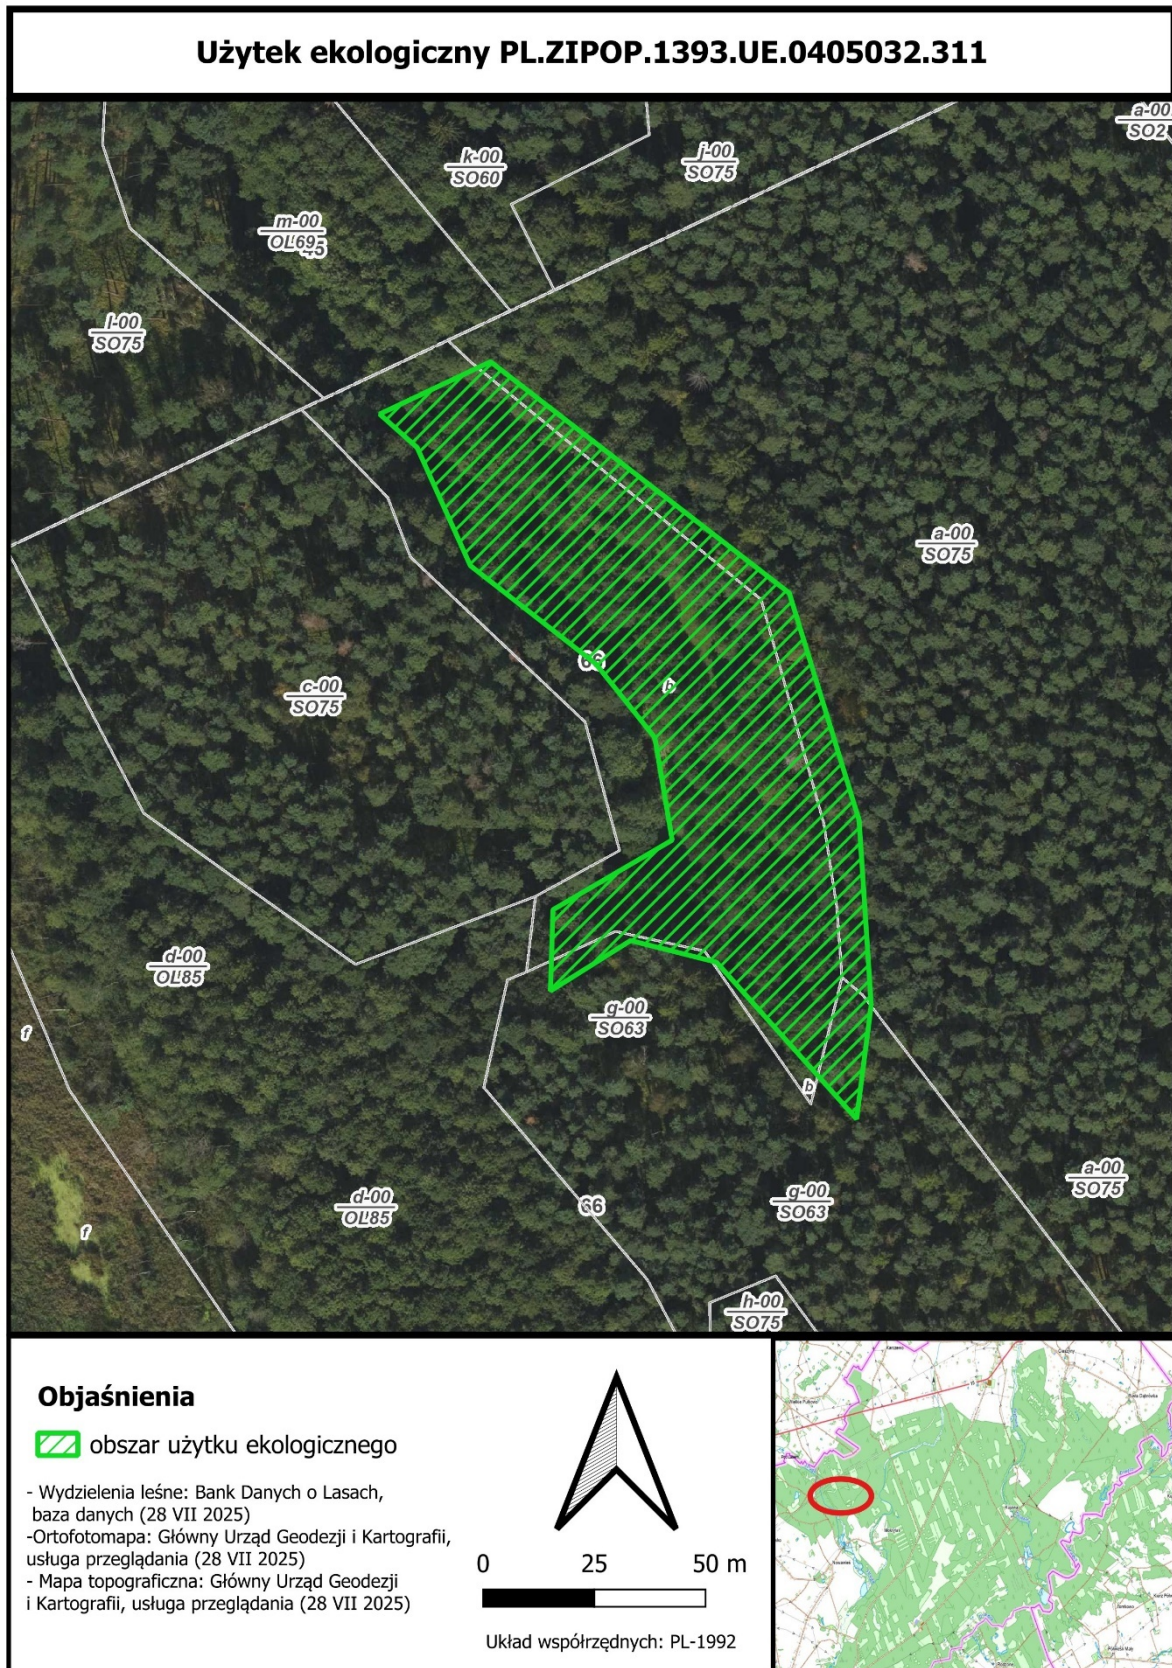 Użytek ekologiczny PL.ZIPOP.1393.UE.0405032.311
a-00
SO2
k-00
SO60
j-00
SO75
m-00
OL69
45
l-00
SO75
a-00
SO75
66
b
c-00
SO75
d-00
OL85
g-00
SO63
f
b
a-00
SO75
d-00
OL85
66
g-00
SO63
f
h-00
SO75
Objaśnienia
obszar użytku ekologicznego
- Wydzielenia leśne: Bank Danych o Lasach,
baza danych (28 VII 2025)
-Ortofotomapa: Główny Urząd Geodezji i Kartografii,
usługa przeglądania (28 VII 2025)
- Mapa topograficzna: Główny Urząd Geodezji
i Kartografii, usługa przeglądania (28 VII 2025)
0 25 50 m
Układ współrzędnych: PL-1992